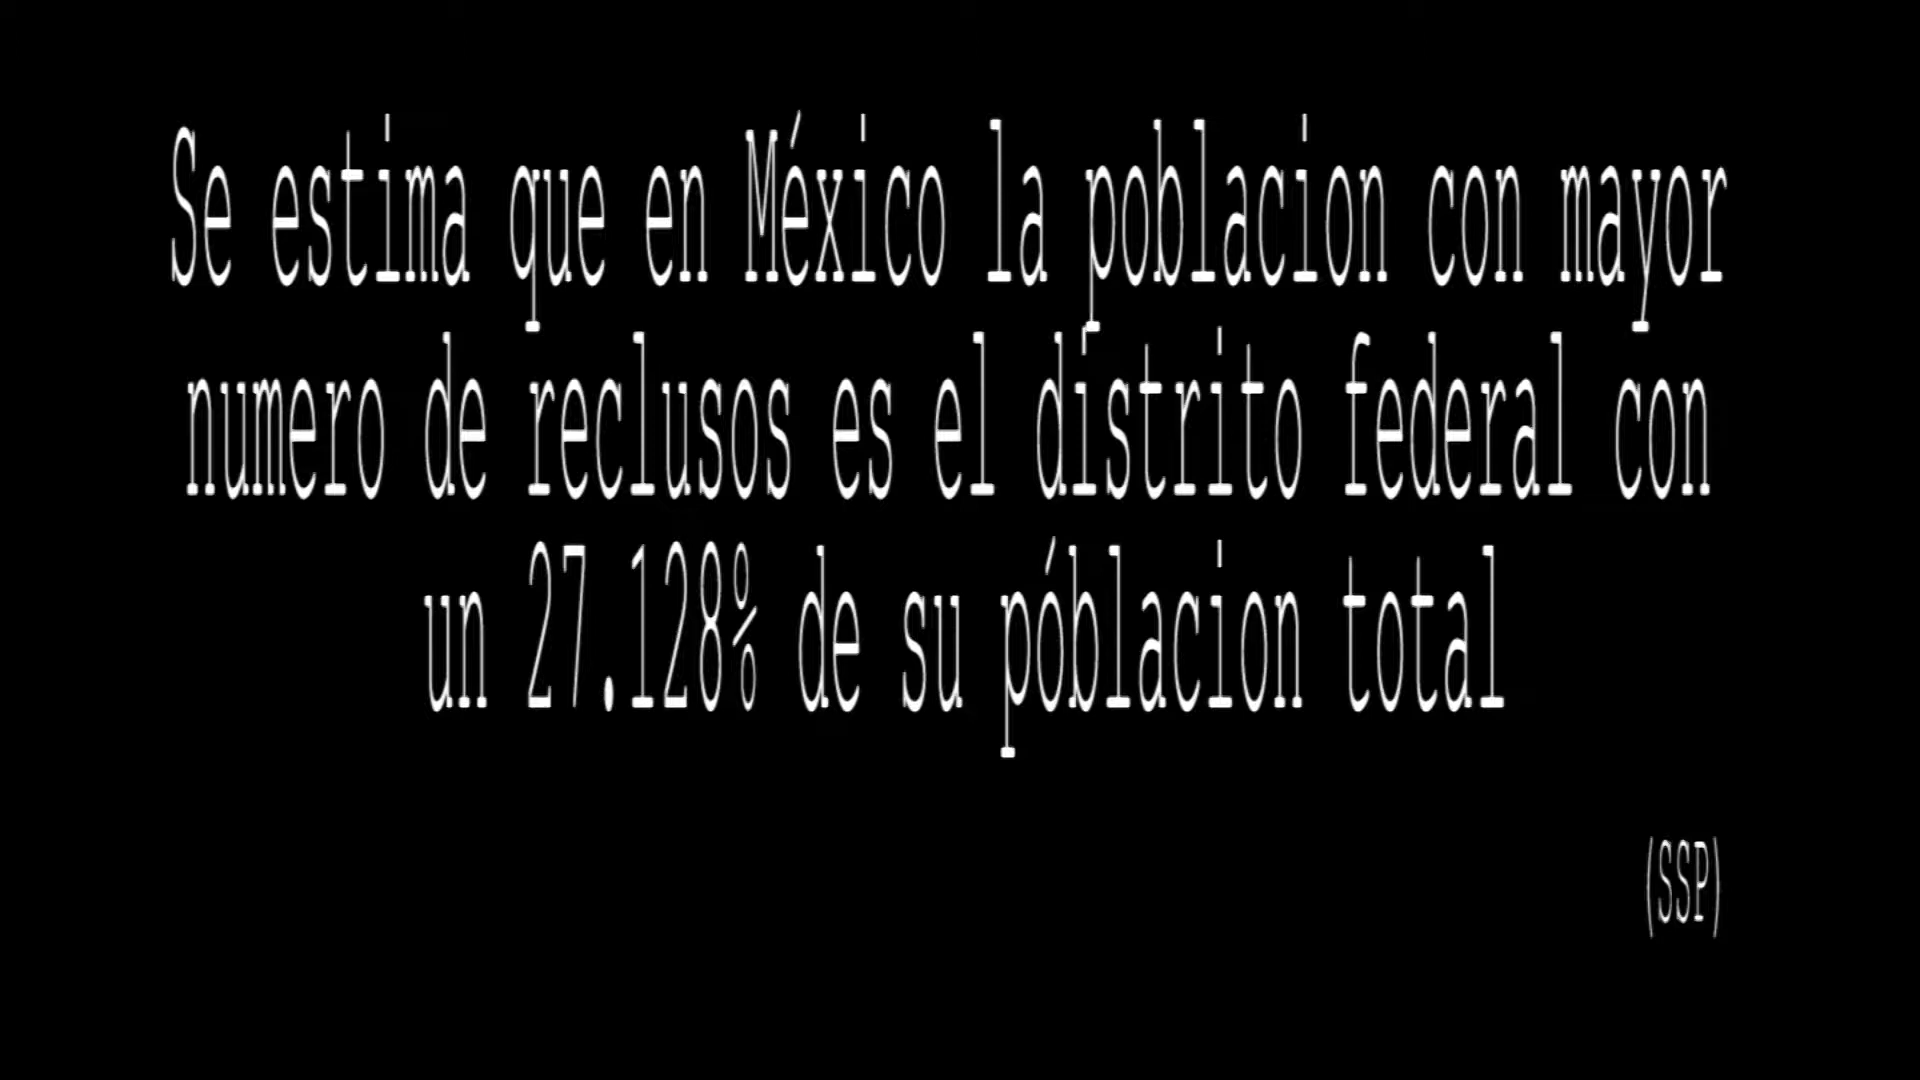 Se estima que en México la poblacion con mayor
numero de reclusos es el distrito federal con
un 27.128% de su póblacion total
(SSP)